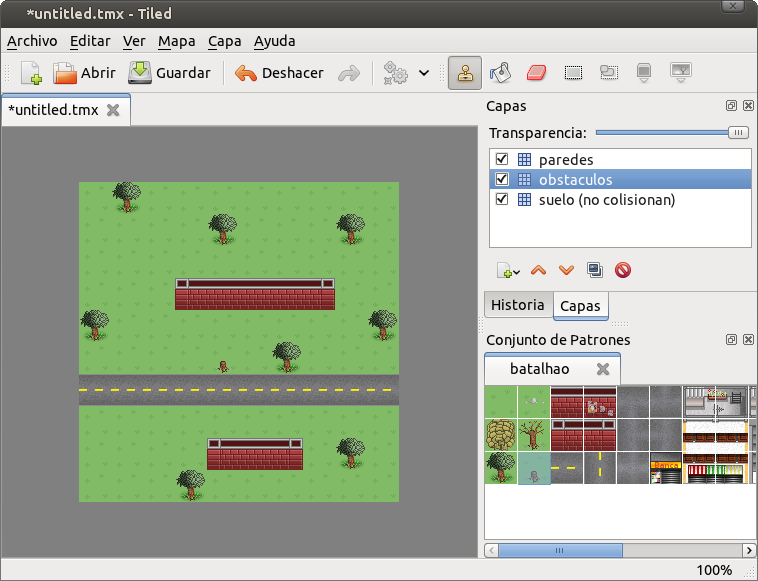 *untitled.tmx - Tiled
Archivo Editar Ver Mapa Capa Ayuda
Abrir Guardar Deshacer
*untitled.tmx
Capas
Transparencia:
paredes
obstaculos
suelo (no colisionan)
Historia Capas
Conjunto de Patrones
batalhao
Banca
100%